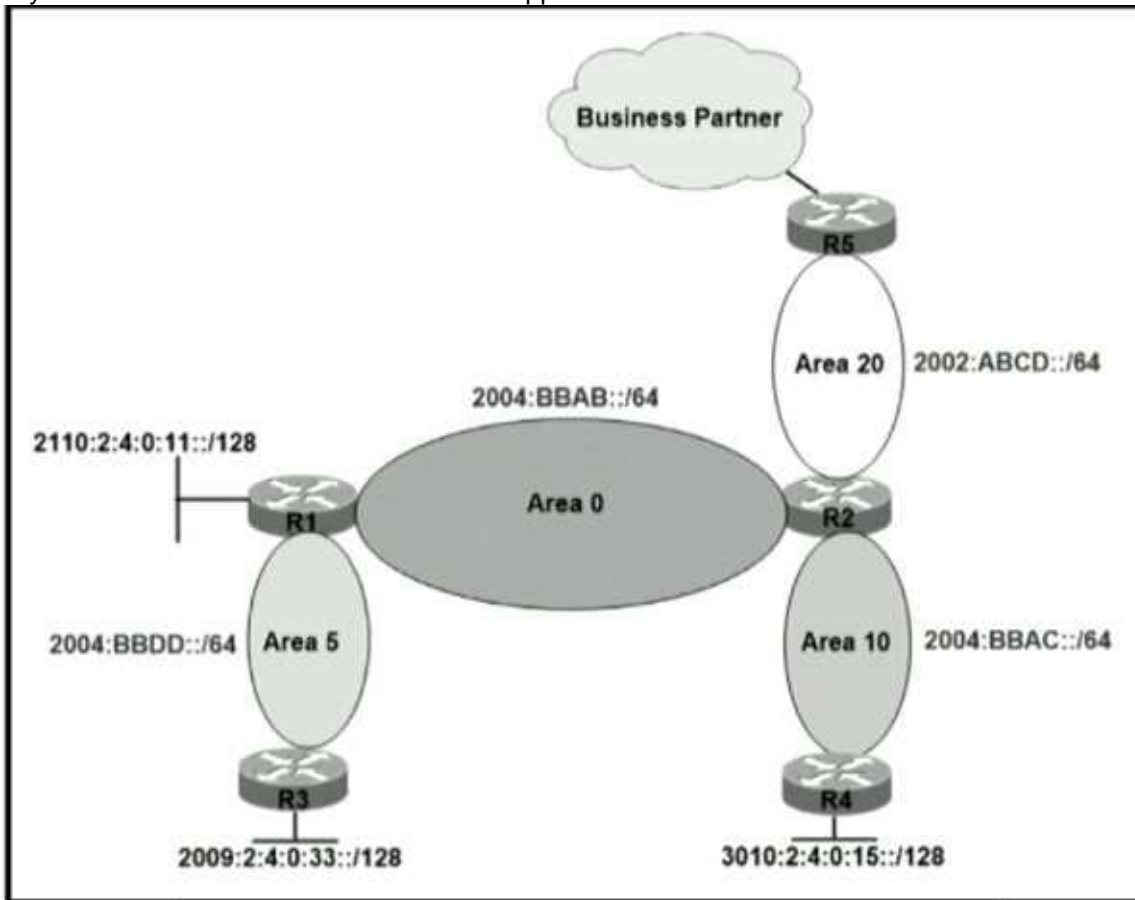 Business Partner
R5
Area 20
2002:ABCD::/64
2004:BBAB::/64
2110:2:4:0:11::/128
Area 0
R1
R2
2004:BBDD::/64
Area 5
Area 10
2004:BBAC::/64
R3
R4
2009:2:4:0:33::/128
3010:2:4:0:15::/128